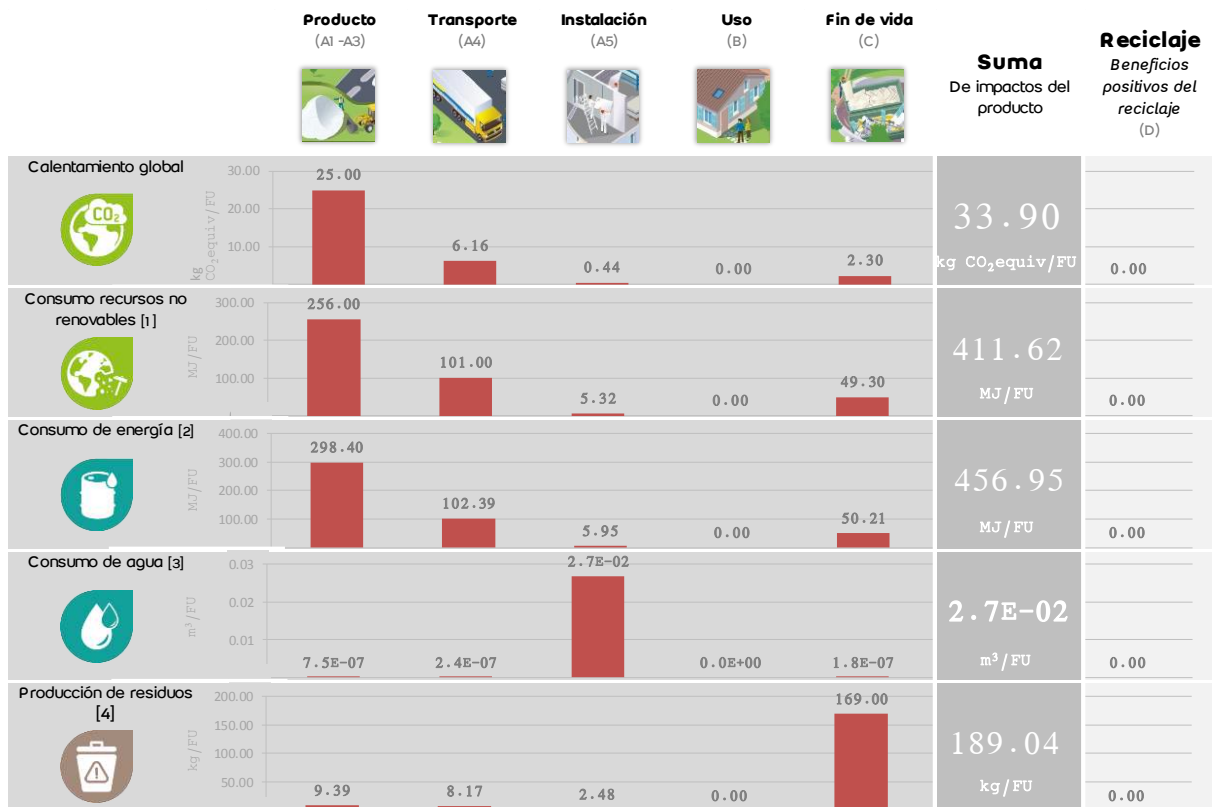 Producto
(A1 -A3)
Transporte
(A4)
Instalación
(A5)
Uso
(B)
Fin de vida
(C)
Suma
De impactos del
producto
Reciclaje
Beneficios
positivos del
reciclaje
(D)
Calentamiento global
CO2
kg
CO₂equiv/FU
30.00
20.00
10.00
25.00
6.16
0.44
0.00
2.30
33.90
kg CO₂equiv/FU
0.00
Consumo recursos no
renovables [1]
MJ/FU
300.00
200.00
100.00
256.00
101.00
5.32
0.00
49.30
411.62
MJ/FU
0.00
Consumo de energía [2]
MJ/FU
400.00
300.00
200.00
100.00
298.40
102.39
5.95
0.00
50.21
456.95
MJ/FU
0.00
Consumo de agua [3]
m³/FU
0.03
0.02
0.01
7.5E-07
2.4E-07
2.7E-02
0.0E+00
1.8E-07
2.7E-02
m³/FU
0.00
Producción de residuos
[4]
kg/FU
200.00
150.00
100.00
50.00
9.39
8.17
2.48
0.00
169.00
189.04
kg/FU
0.00